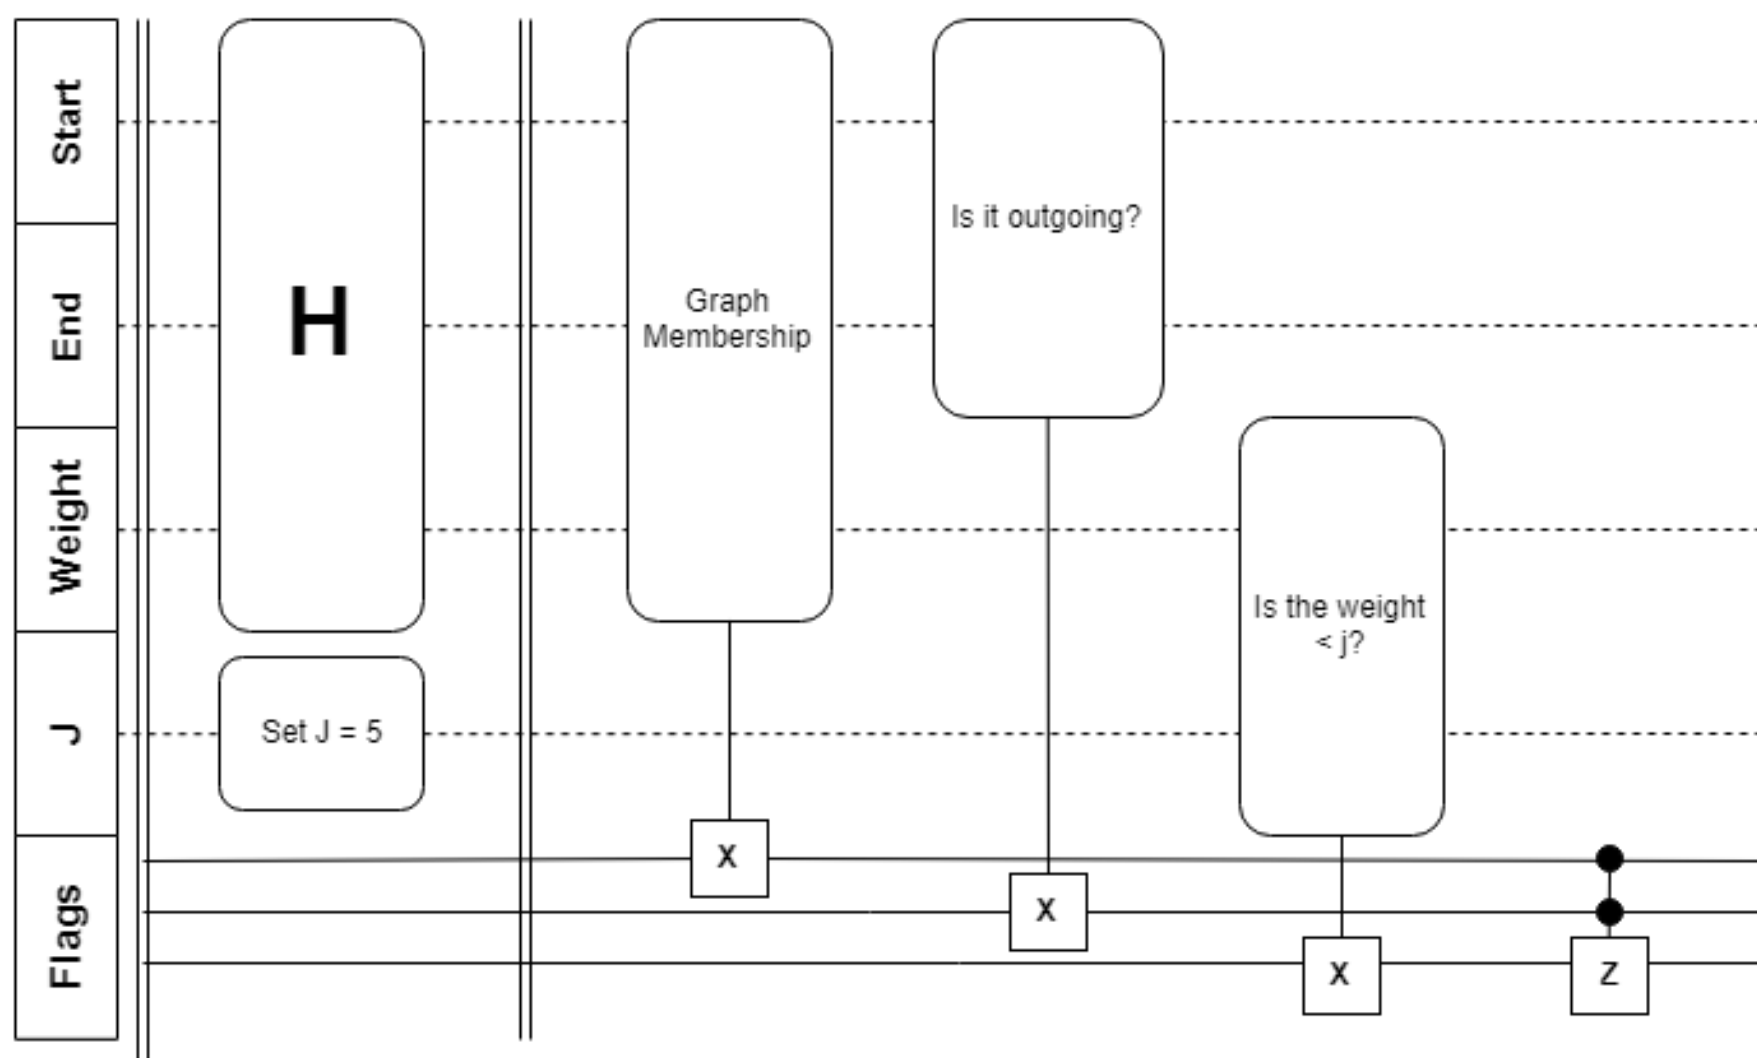 Start
End
Weight
J
Flags
H
Set J = 5
Graph
Membership
Is it outgoing?
Is the weight
< j?
X
X
X
Z